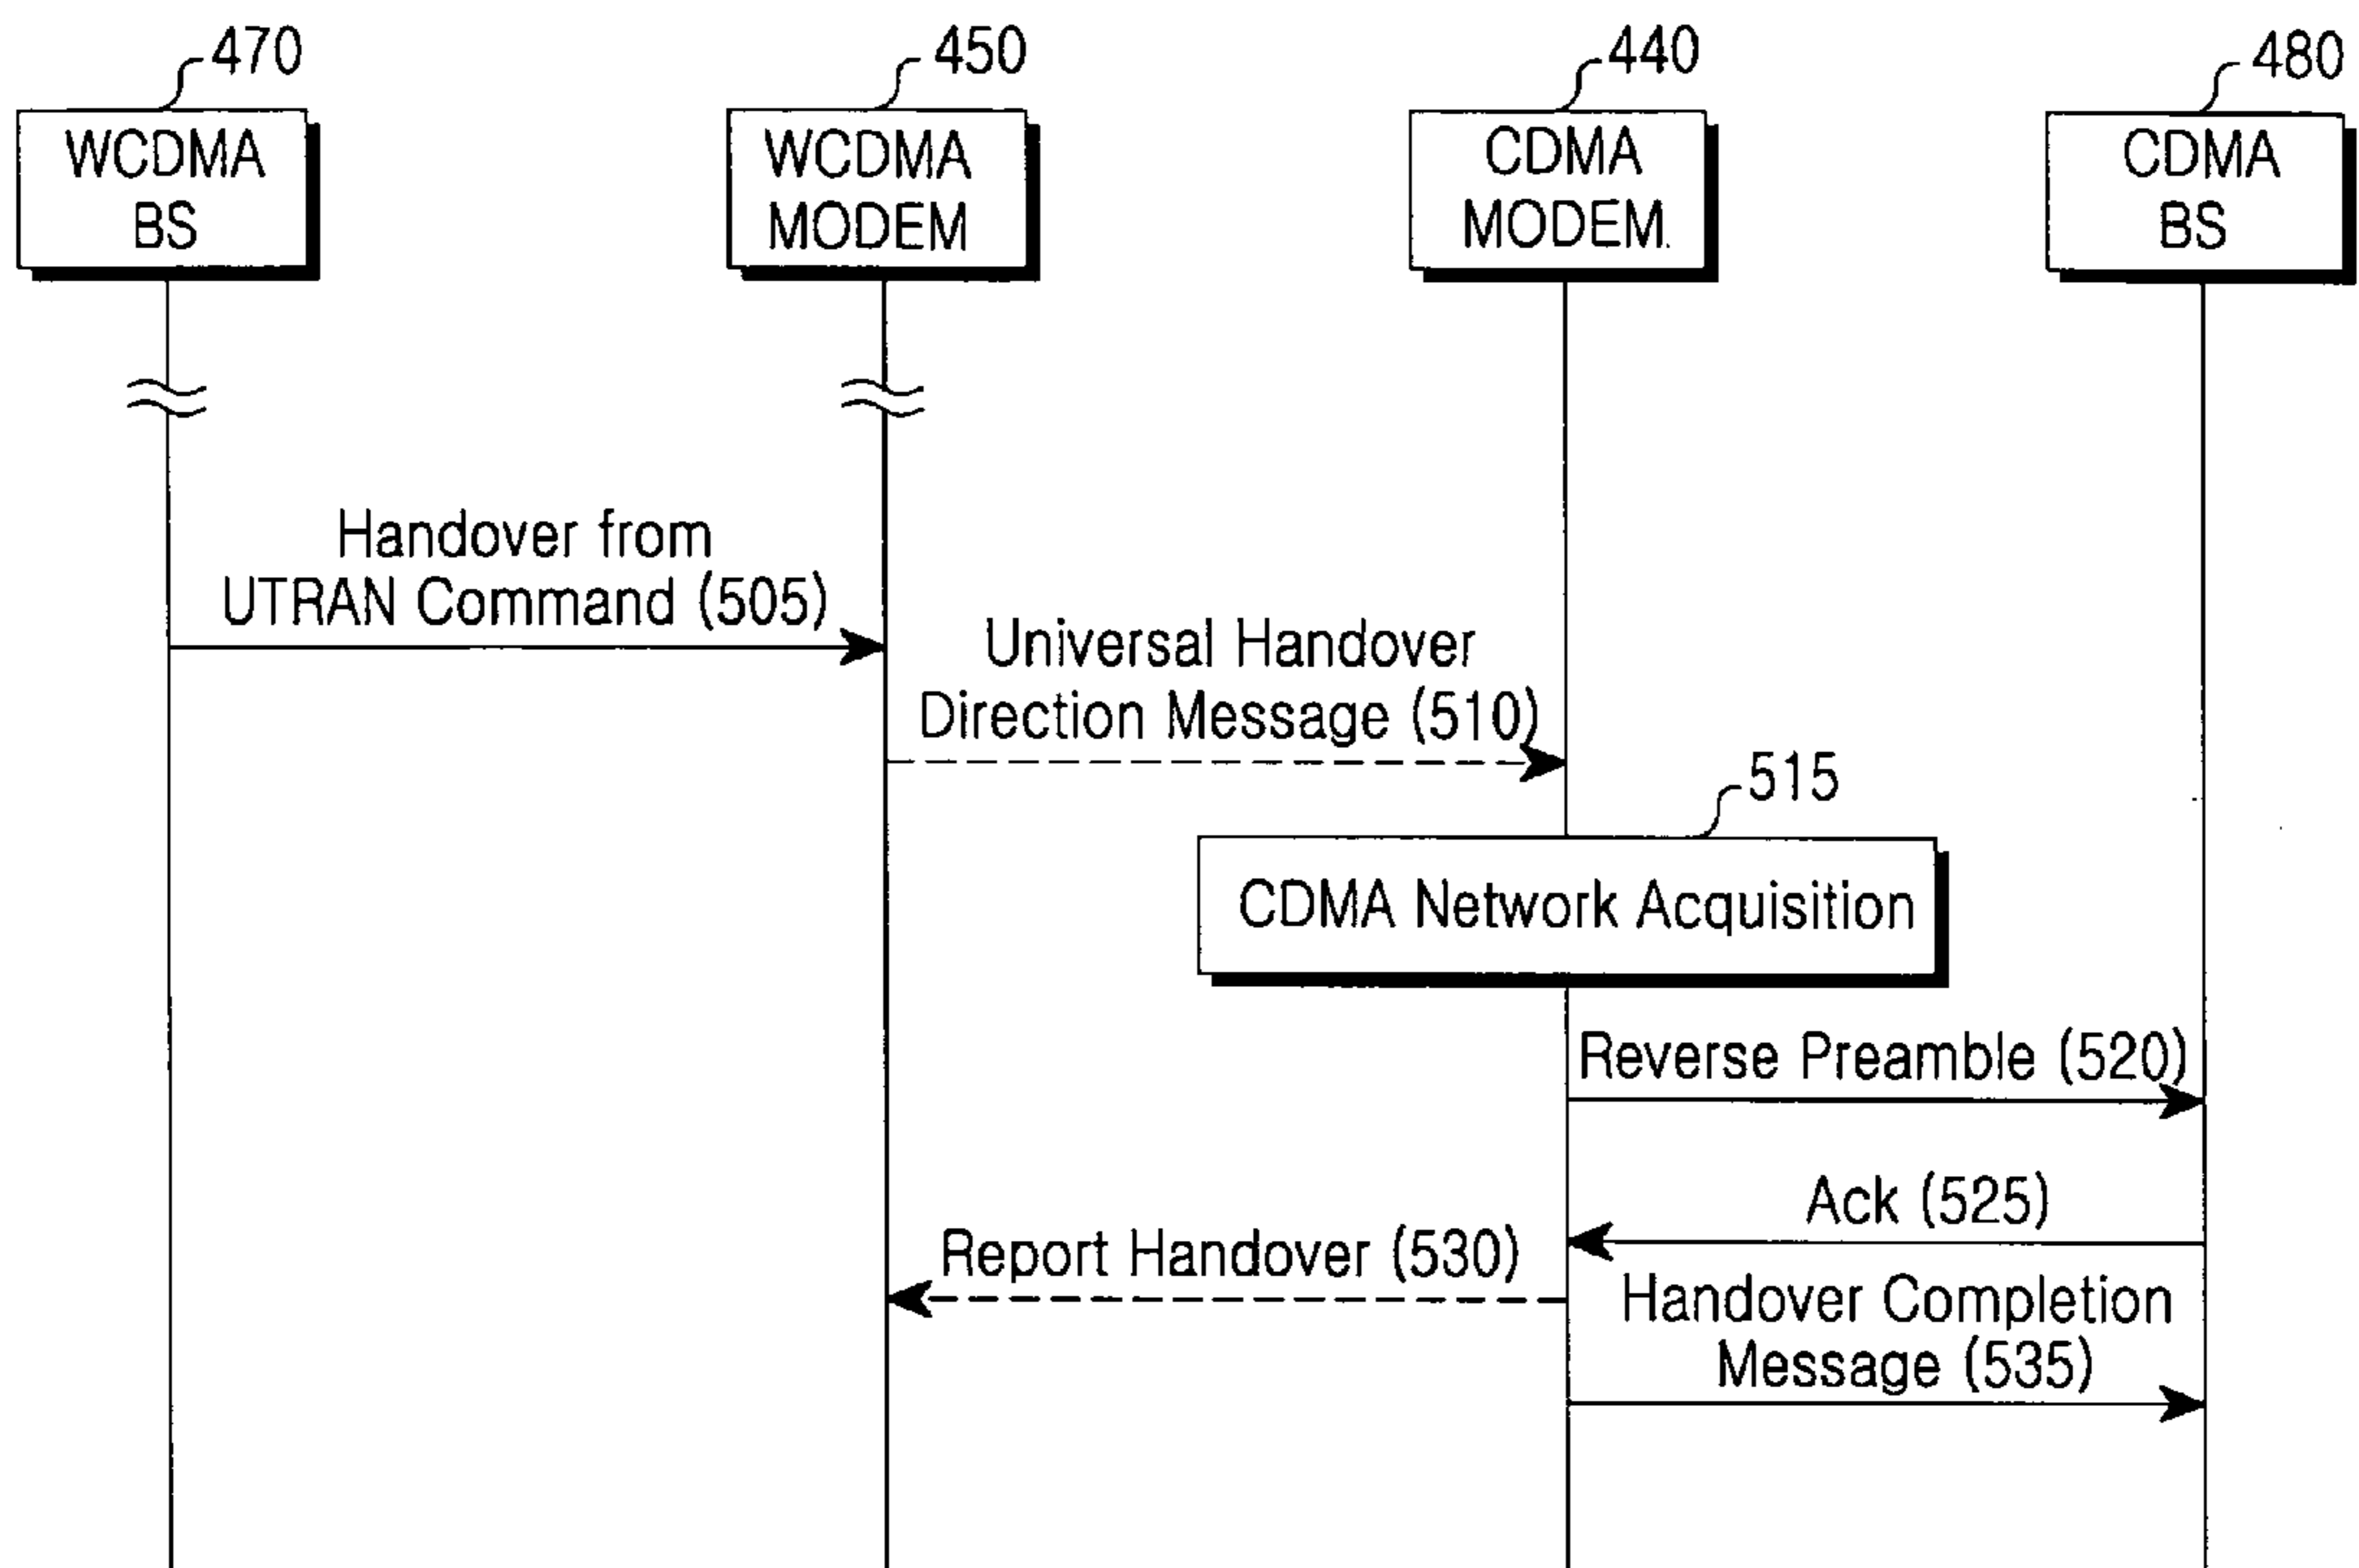 470
450
440
480
WCDMA
BS
WCDMA
MODEM
CDMA
MODEM
CDMA
BS
Handover from
UTRAN Command (505)
Universal Handover
Direction Message (510)
515
CDMA Network Acquisition
Reverse Preamble (520)
Ack (525)
Report Handover (530)
Handover Completion
Message (535)